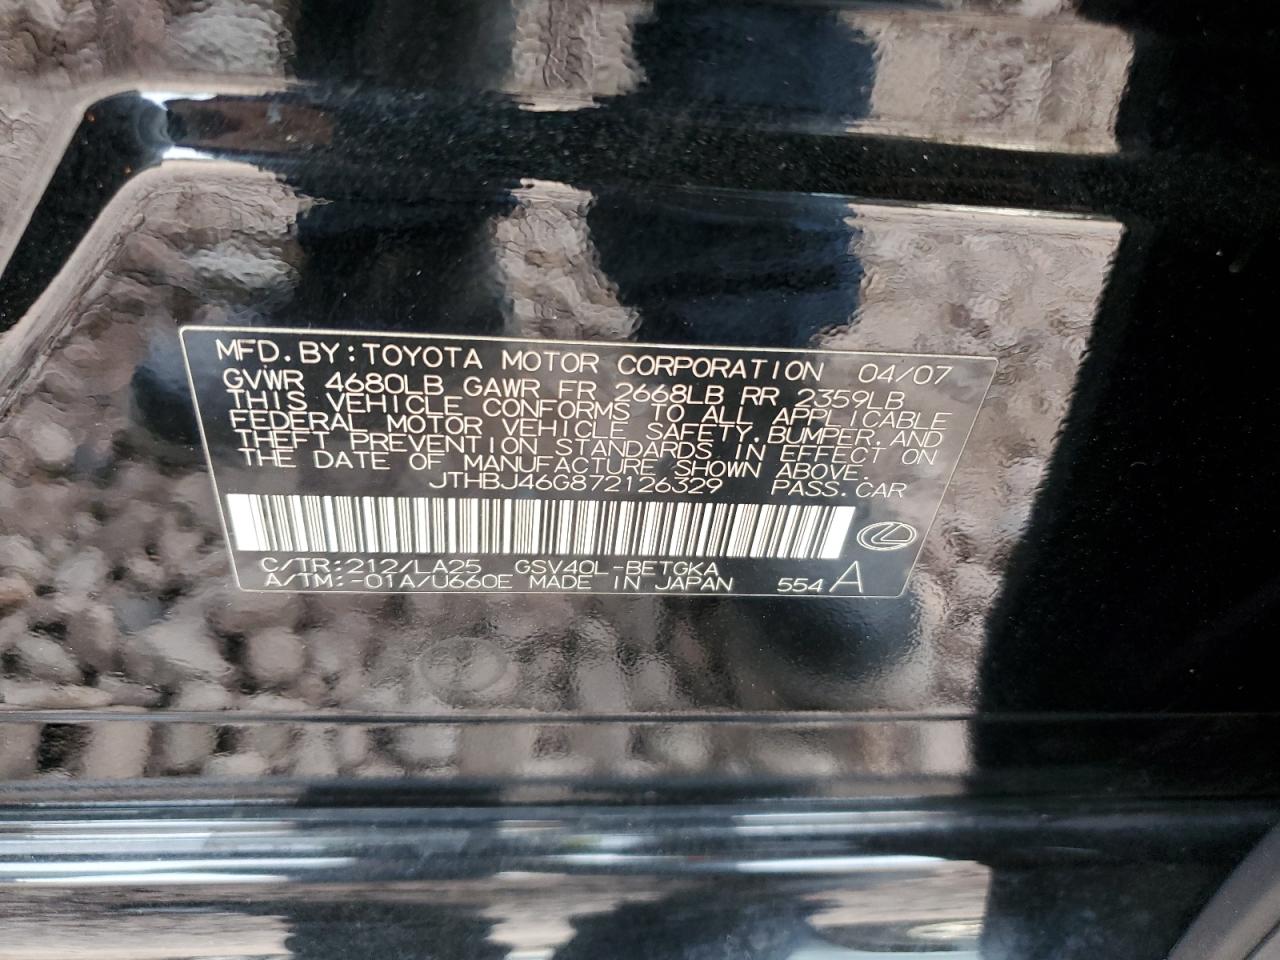 MFD.BY:TOYOTA MOTOR CORPORATION 04/07
GVWR 4680LB GAWR FR 2668LB RR 2359LB
THIS VEHICLE CONFORMS TO ALL APPLICABLE
FEDERAL MOTOR VEHICLE SAFETY,BUMPER,AND
THEFT PREVENTION STANDARDS IN EFFECT ON
THE DATE OF MANUFACTURE SHOWN ABOVE.
JTHBJ46G872126329 PASS.CAR
C/TR:212/LA25 GSV40L-BETGKA
A/TM:-01A/U660E MADE IN JAPAN 554A